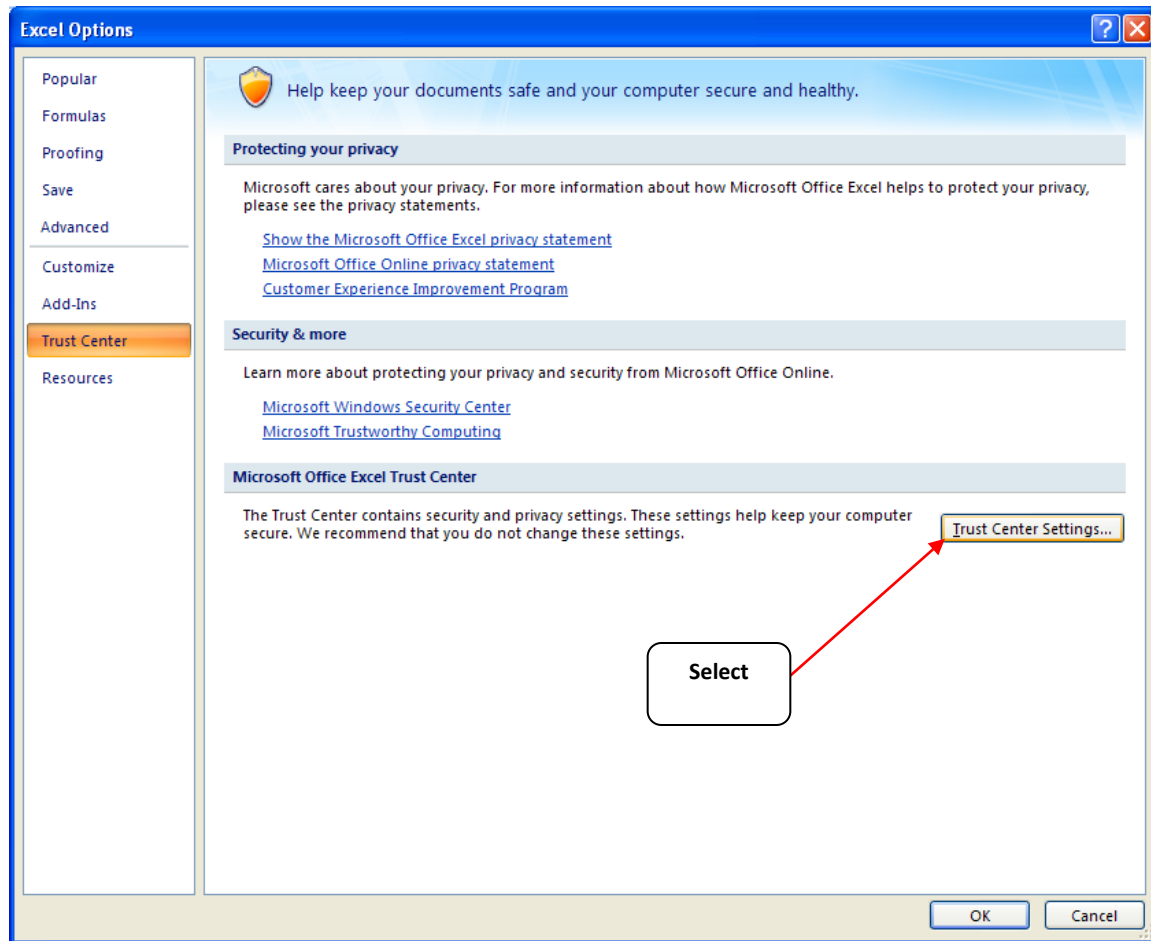 Excel Options
Popular
Formulas
Proofing
Save
Advanced
Customize
Add-Ins
Trust Center
Resources
Help keep your documents safe and your computer secure and healthy.
Protecting your privacy
Microsoft cares about your privacy. For more information about how Microsoft Office Excel helps to protect your privacy,
please see the privacy statements.
Show the Microsoft Office Excel privacy statement
Microsoft Office Online privacy statement
Customer Experience Improvement Program
Security & more
Learn more about protecting your privacy and security from Microsoft Office Online.
Microsoft Windows Security Center
Microsoft Trustworthy Computing
Microsoft Office Excel Trust Center
The Trust Center contains security and privacy settings. These settings help keep your computer
secure. We recommend that you do not change these settings.
Trust Center Settings...
Select
OK
Cancel